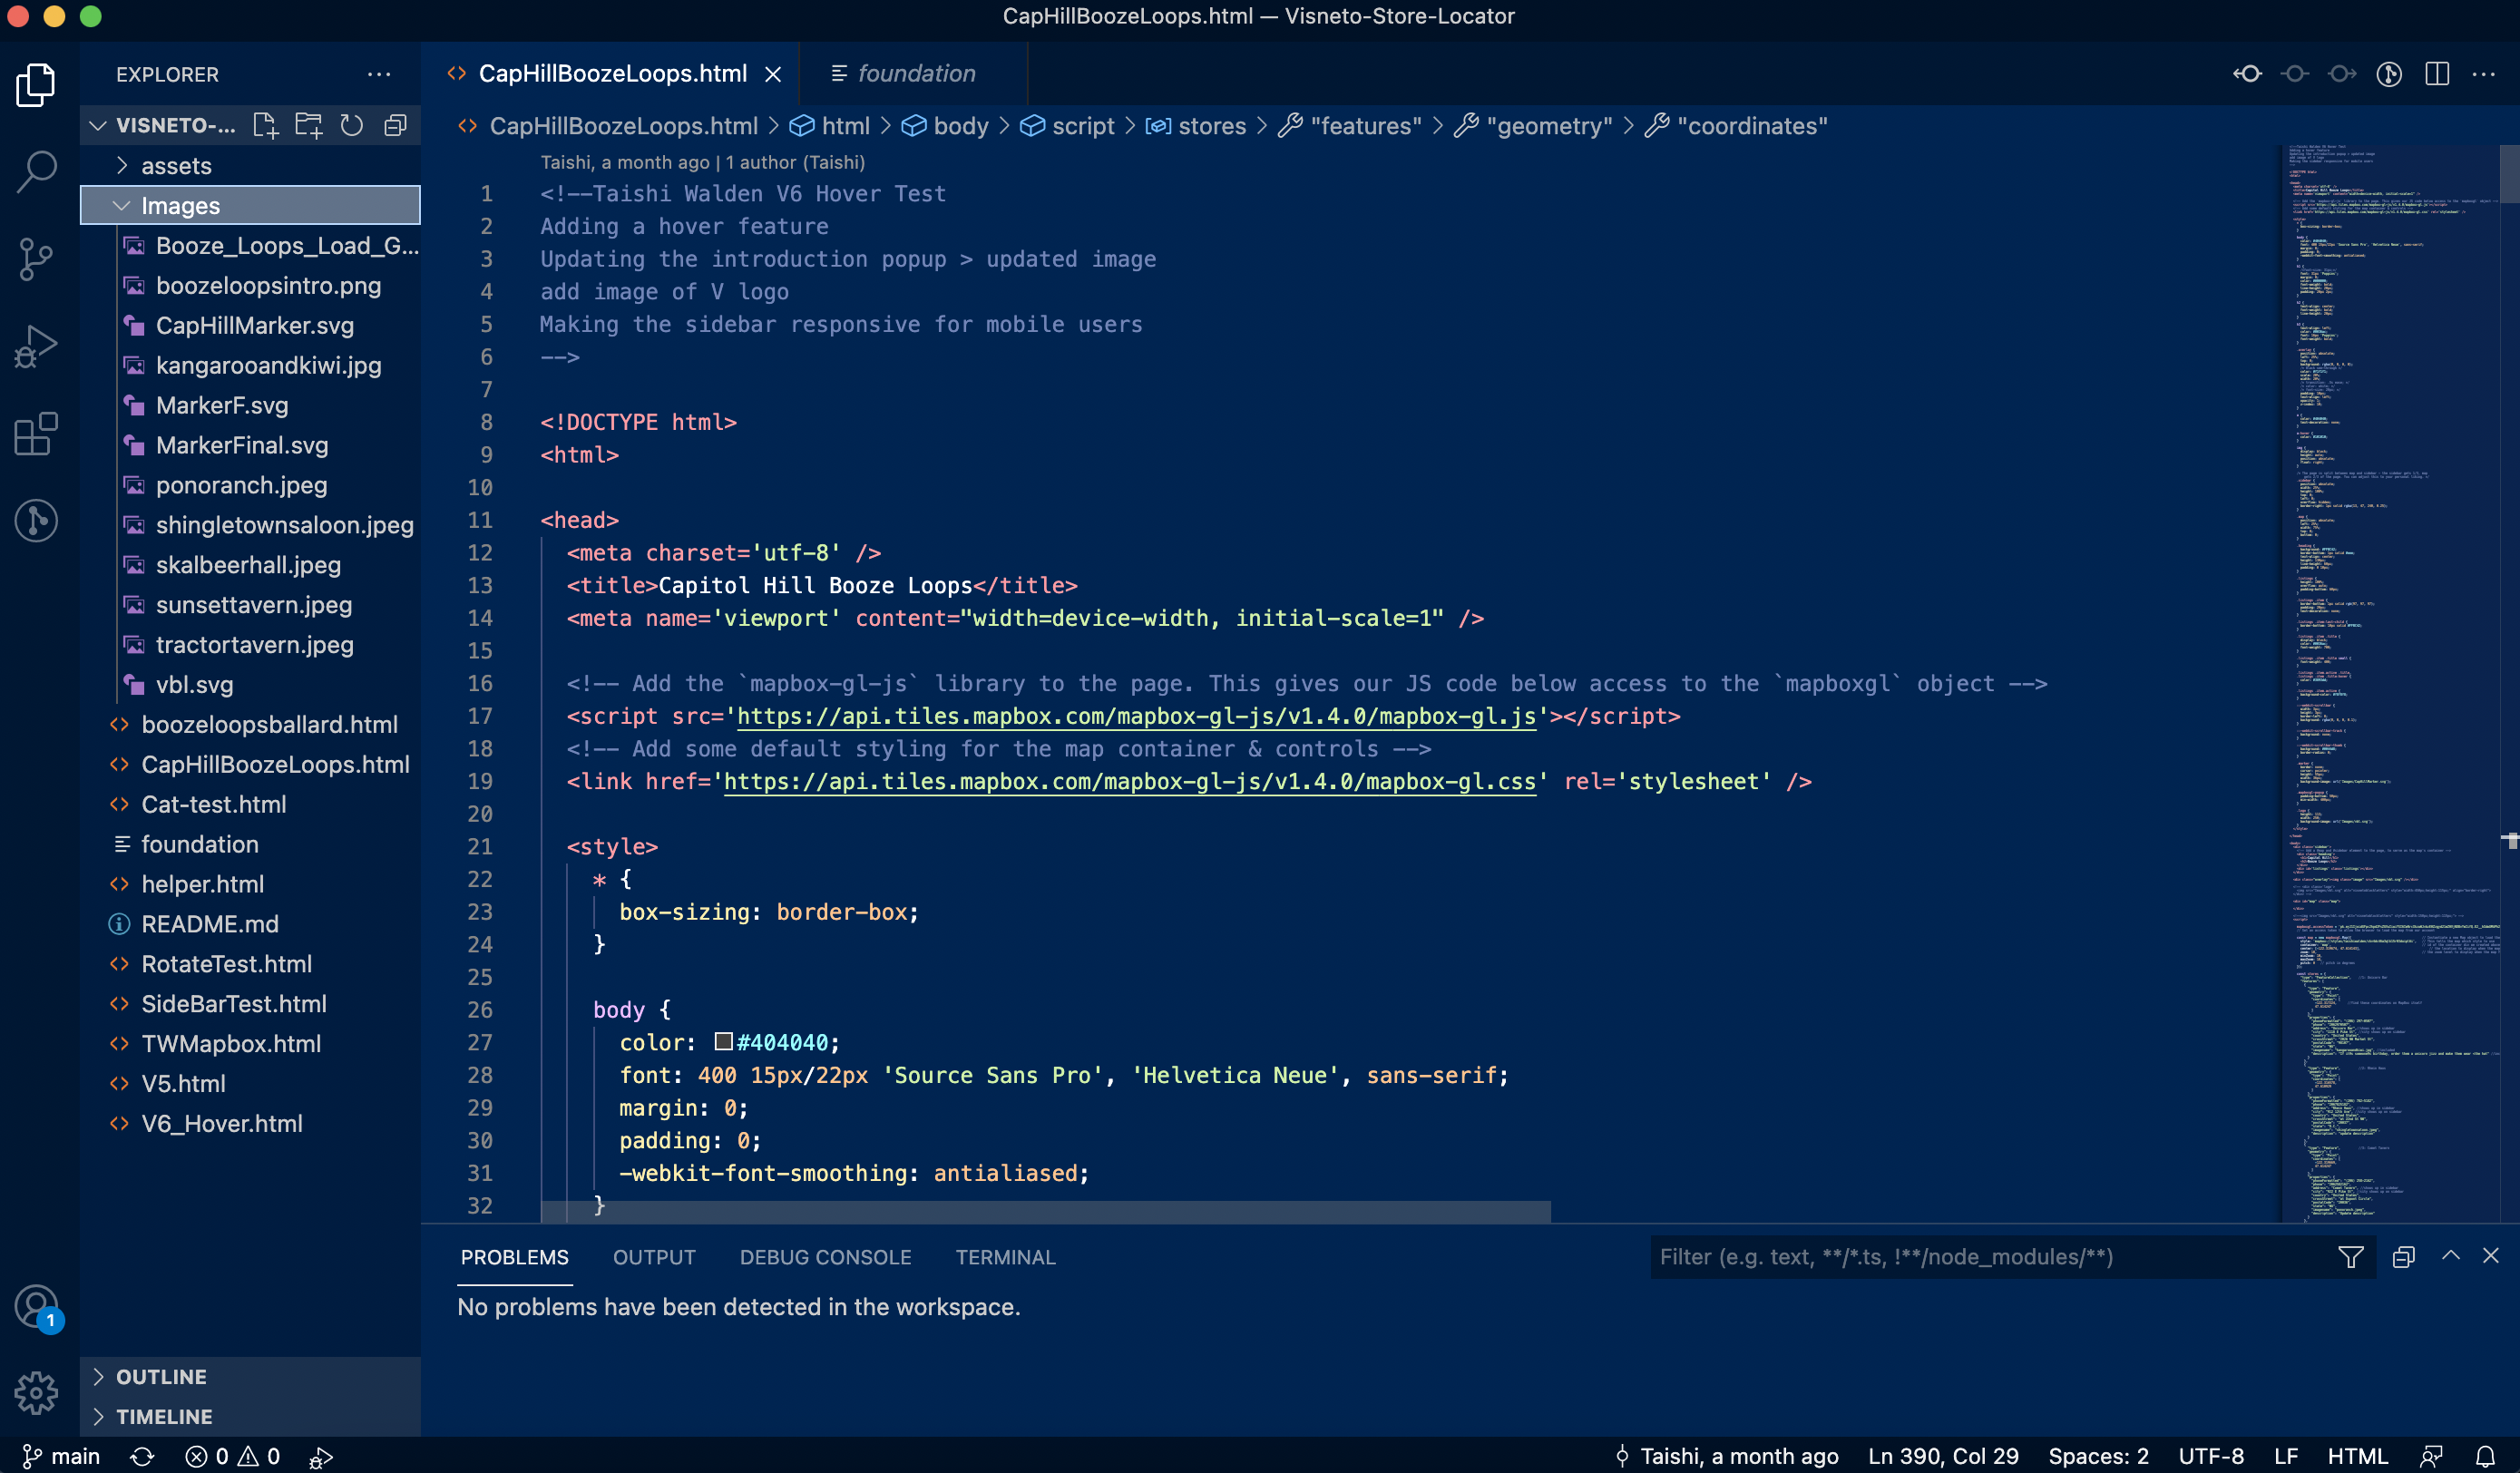 CapHillBoozeLoops.html — Visneto-Store-Locator
EXPLORER
VISNETO-...
assets
Images
Booze_Loops_Load_G...
boozeloopsintro.png
CapHillMarker.svg
kangarooandkiwi.jpg
MarkerF.svg
MarkerFinal.svg
ponoranch.jpeg
shingletownsaloon.jpeg
skalbeerhall.jpeg
sunsettavern.jpeg
tractortavern.jpeg
vbl.svg
boozeloopsballard.html
CapHillBoozeLoops.html
Cat-test.html
foundation
helper.html
README.md
RotateTest.html
SideBarTest.html
TWMapbox.html
V5.html
V6_Hover.html
1
OUTLINE
TIMELINE
CapHillBoozeLoops.html
foundation
CapHillBoozeLoops.html > html > body > script > stores > "features" > "geometry" > "coordinates"
Taishi, a month ago | 1 author (Taishi)
1 <!--Taishi Walden V6 Hover Test
2 Adding a hover feature
3 Updating the introduction popup > updated image
4 add image of V logo
5 Making the sidebar responsive for mobile users
6 -->
7
8 <!DOCTYPE html>
9 <html>
10
11 <head>
12 <meta charset='utf-8' />
13 <title>Capitol Hill Booze Loops</title>
14 <meta name='viewport' content="width=device-width, initial-scale=1" />
15
16 <!-- Add the `mapbox-gl-js` library to the page. This gives our JS code below access to the `mapboxgl` object -->
17 <script src='https://api.tiles.mapbox.com/mapbox-gl-js/v1.4.0/mapbox-gl.js'></script>
18 <!-- Add some default styling for the map container & controls -->
19 <link href='https://api.tiles.mapbox.com/mapbox-gl-js/v1.4.0/mapbox-gl.css' rel='stylesheet' />
20
21 <style>
22 * {
23 box-sizing: border-box;
24 }
25
26 body {
27 color: #404040;
28 font: 400 15px/22px 'Source Sans Pro', 'Helvetica Neue', sans-serif;
29 margin: 0;
30 padding: 0;
31 -webkit-font-smoothing: antialiased;
32 }
PROBLEMS OUTPUT DEBUG CONSOLE TERMINAL
Filter (e.g. text, **/*.ts, !**/node_modules/**)
No problems have been detected in the workspace.
main 0 0
Taishi, a month ago Ln 390, Col 29 Spaces: 2 UTF-8 LF HTML